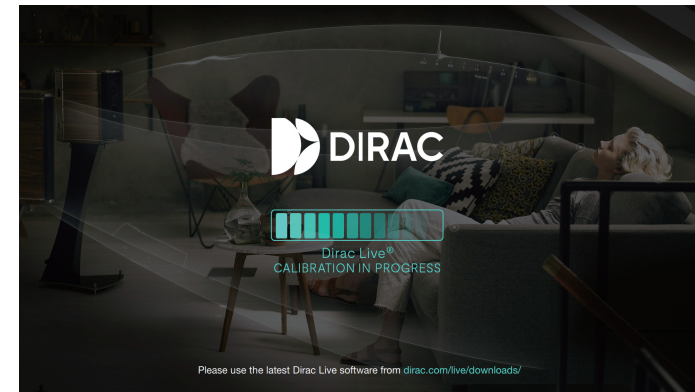 DIRAC
Dirac Live®
CALIBRATION IN PROGRESS
Please use the latest Dirac Live software from dirac.com/live/downloads/